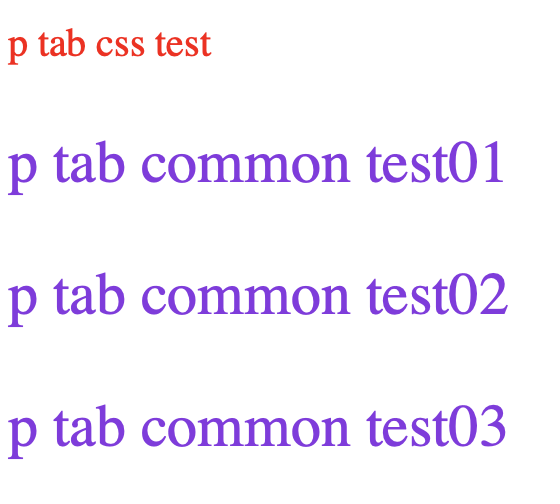 p tab css test
p tab common test01
p tab common test02
p tab common test03